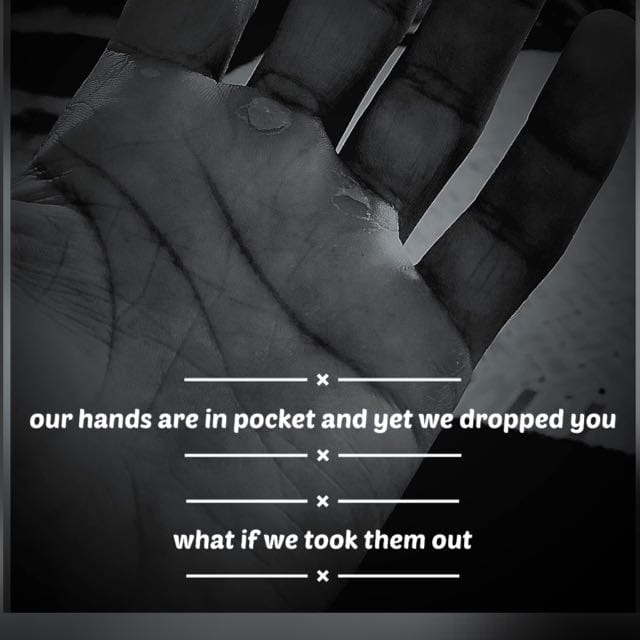 our hands are in pocket and yet we dropped you
what if we took them out